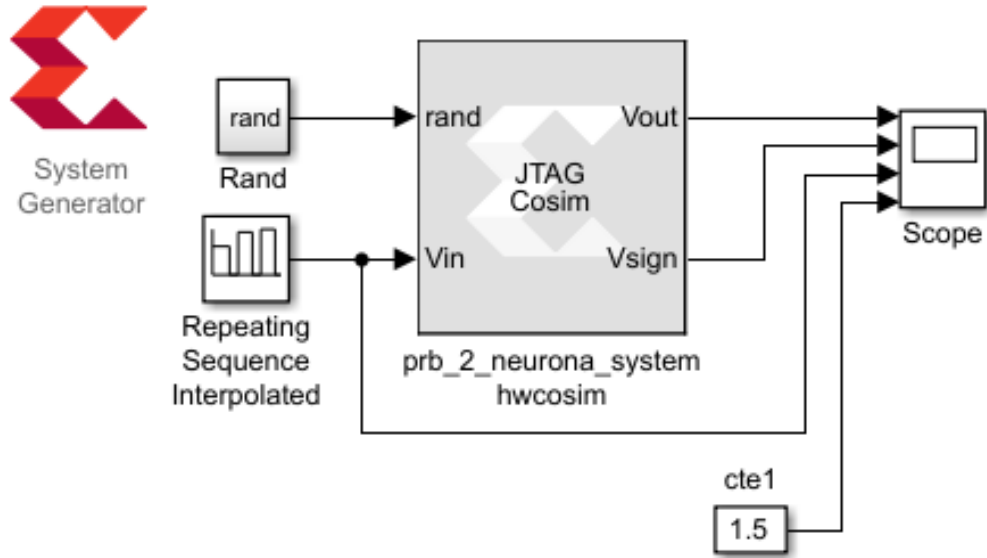 System
Generator
rand
Rand
Repeating
Sequence
Interpolated
rand
Vout
JTAG
Cosim
Vin
Vsign
prb_2_neurona_system
hwcosim
Scope
cte1
1.5